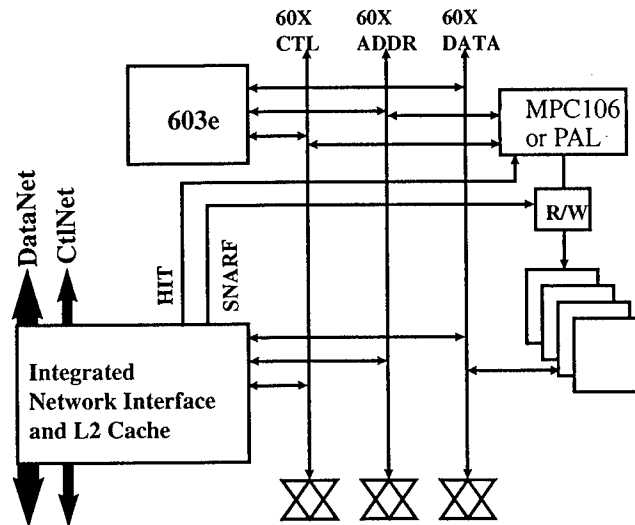 60X 60X 60X
CTL ADDR DATA
603e
MPC106
or PAL
R/W
DataNet
CtlNet
HIT
SNARF
Integrated
Network Interface
and L2 Cache